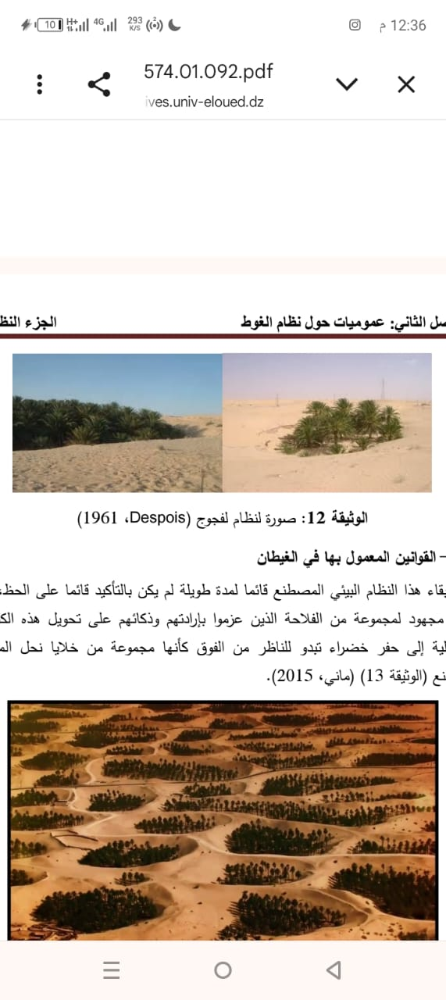 12:36 م
293 K/S
4G
H+
10
574.01.092.pdf
ives.univ-eloued.dz
صل الثاني: عموميات حول نظام الغوط
الجزء النظ
الوثيقة 12: صورة لنظام لفجوج (Despois، 1961)
– القوانين المعمول بها في الغيطان
بقاء هذا النظام البيئي المصطنع قائما لمدة طويلة لم يكن بالتأكيد قائما على الحظ،
مجهود لمجموعة من الفلاحة الذين عزموا بإرادتهم وذكائهم على تحويل هذه الك
لية إلى حفر خضراء تبدو للناظر من الفوق كأنها مجموعة من خلايا نحل الم
نع (الوثيقة 13) (ماني، 2015).